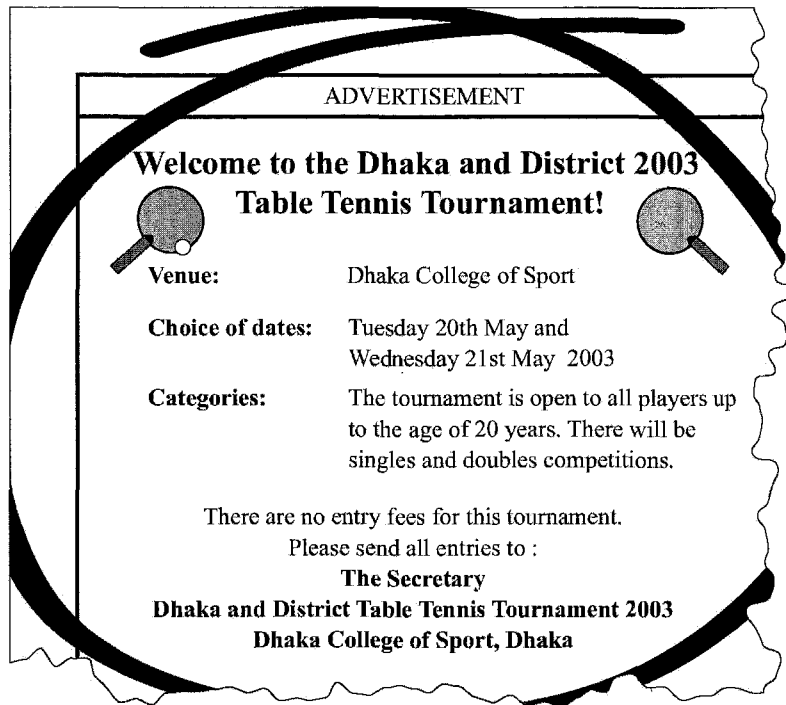 ADVERTISEMENT
Welcome to the Dhaka and District 2003
Table Tennis Tournament!
Venue: Dhaka College of Sport
Choice of dates: Tuesday 20th May and
Wednesday 21st May 2003
Categories: The tournament is open to all players up
to the age of 20 years. There will be
singles and doubles competitions.
There are no entry fees for this tournament.
Please send all entries to :
The Secretary
Dhaka and District Table Tennis Tournament 2003
Dhaka College of Sport, Dhaka